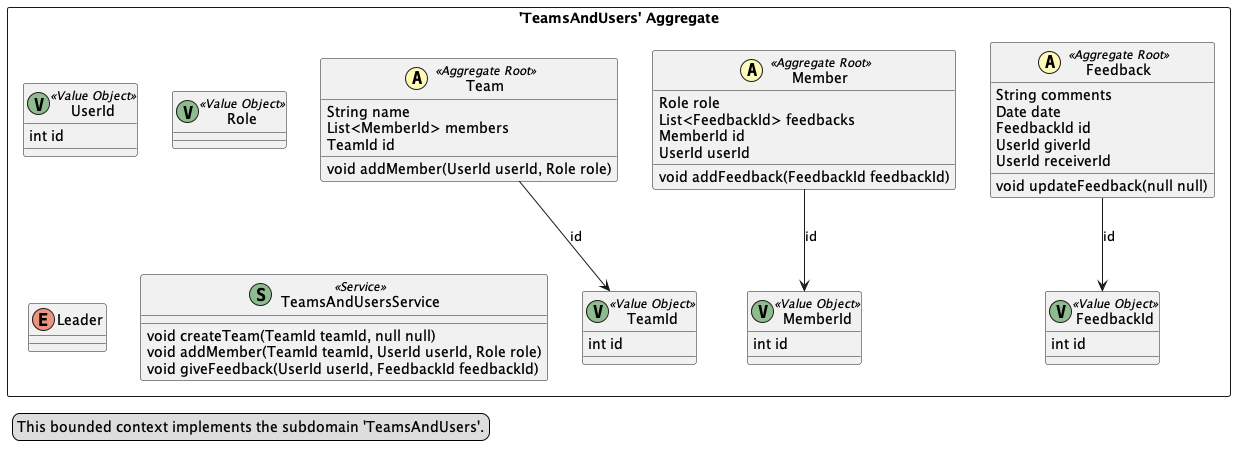 'TeamsAndUsers' Aggregate
V «Value Object»
UserId
int id
V «Value Object»
Role
A «Aggregate Root»
Team
String name
List<MemberId> members
TeamId id
void addMember(UserId userId, Role role)
A «Aggregate Root»
Member
Role role
List<FeedbackId> feedbacks
MemberId id
UserId userId
void addFeedback(FeedbackId feedbackId)
A «Aggregate Root»
Feedback
String comments
Date date
FeedbackId id
UserId giverId
UserId receiverId
void updateFeedback(null null)
id
id
id
E Leader
S «Service»
TeamsAndUsersService
void createTeam(TeamId teamId, null null)
void addMember(TeamId teamId, UserId userId, Role role)
void giveFeedback(UserId userId, FeedbackId feedbackId)
V «Value Object»
TeamId
int id
V «Value Object»
MemberId
int id
V «Value Object»
FeedbackId
int id
This bounded context implements the subdomain 'TeamsAndUsers'.